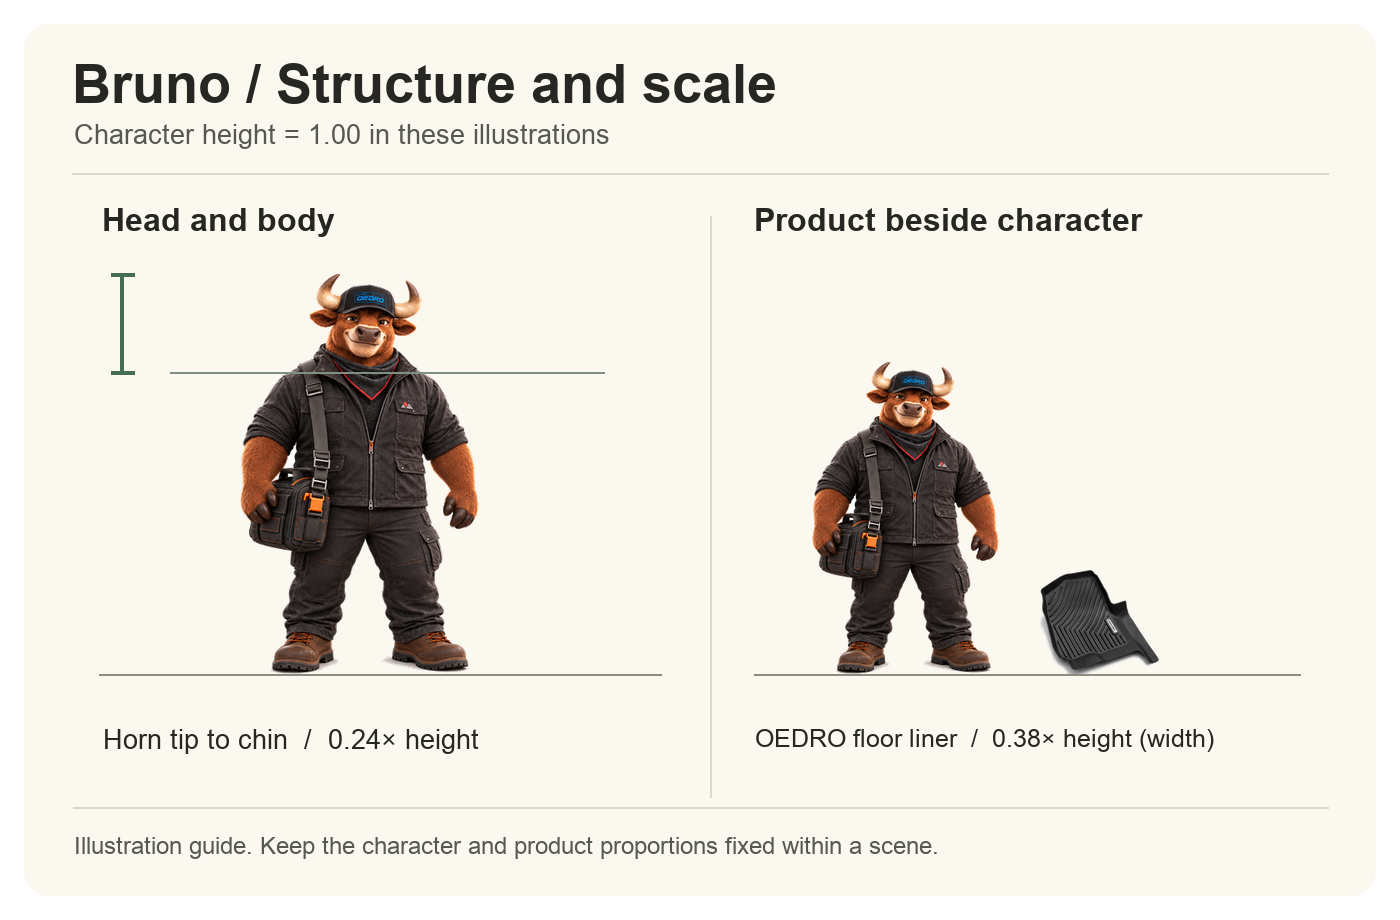 Bruno / Structure and scale
Character height = 1.00 in these illustrations
Head and body
Product beside character
OEDRO
OEDRO
Horn tip to chin / 0.24× height
OEDRO floor liner / 0.38× height (width)
Illustration guide. Keep the character and product proportions fixed within a scene.